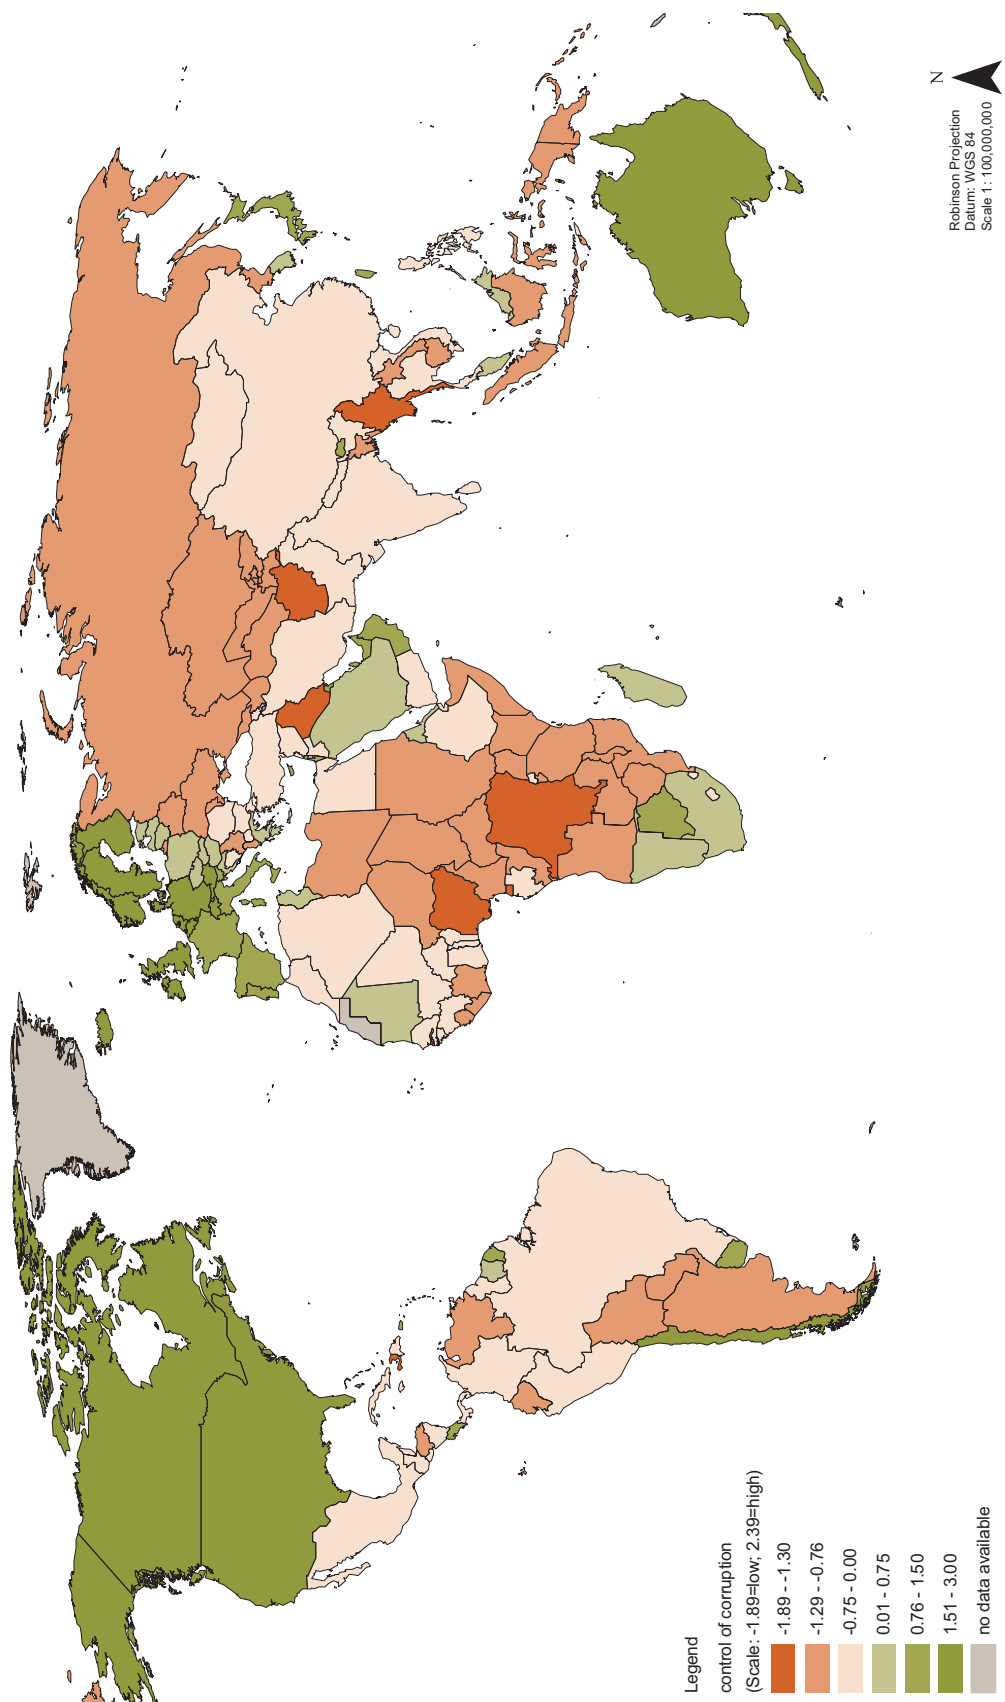 N
Robinson Projection
Datum: WGS 84
Scale 1 : 100,000,000
Legend
control of corruption
(Scale: -1.89=low; 2.39=high)
-1.89 - -1.30
-1.29 - -0.76
-0.75 - 0.00
0.01 - 0.75
0.76 - 1.50
1.51 - 3.00
no data available